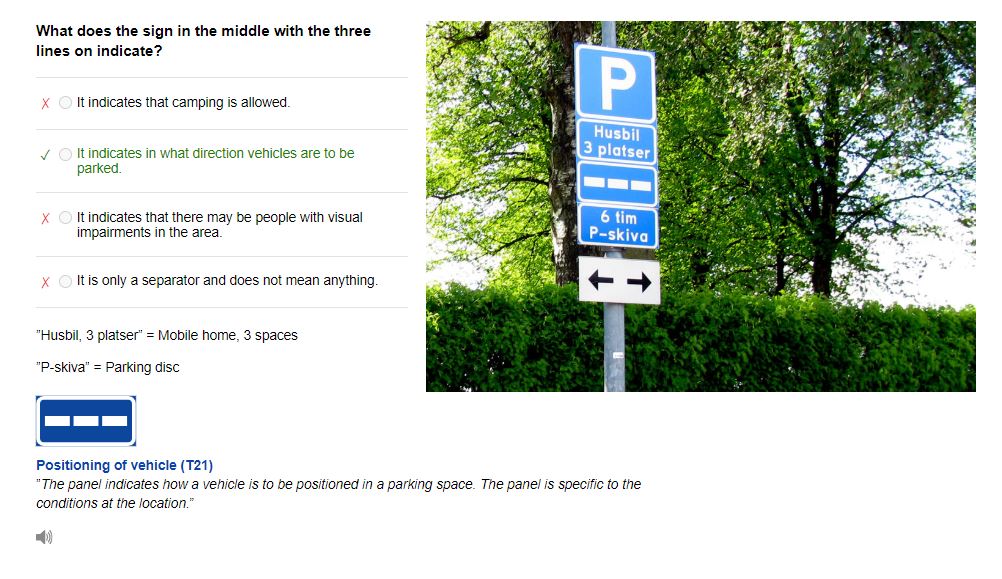 What does the sign in the middle with the three
lines on indicate?
It indicates that camping is allowed.
It indicates in what direction vehicles are to be
parked.
It indicates that there may be people with visual
impairments in the area.
It is only a separator and does not mean anything.
"Husbil, 3 platser" = Mobile home, 3 spaces
"P-skiva" = Parking disc
Positioning of vehicle (T21)
"The panel indicates how a vehicle is to be positioned in a parking space. The panel is specific to the
conditions at the location."
P
Husbil
3 platser
6 tim
P-skiva